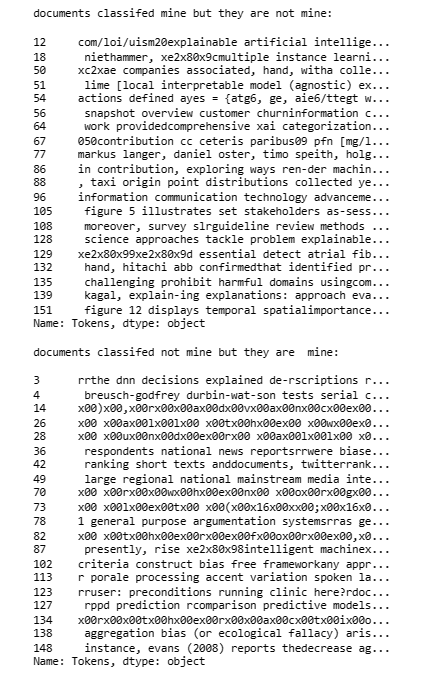 documents classifed mine but they are not mine:
12 com/loi/uism20explainable artificial intellige...
18 niethammer, xe2x80x9cmultiple instance learni...
50 xc2xae companies associated, hand, witha colle...
51 lime [local interpretable model (agnostic) ex...
54 actions defined ayes = {atg6, ge, aie6/ttegt w...
56 snapshot overview customer churninformation c...
64 work providedcomprehensive xai categorization...
67 050contribution cc ceteris paribus09 pfn [mg/l...
77 markus langer, daniel oster, timo speith, holg...
86 in contribution, exploring ways ren-der machin...
88 , taxi origin point distributions collected ye...
96 information communication technology advanceme...
105 figure 5 illustrates set stakeholders as-sess...
108 moreover, survey slrguideline review methods ...
128 science approaches tackle problem explainable...
129 xe2x80x99xe2x80x9d essential detect atrial fib...
132 hand, hitachi abb confirmedthat identified pr...
135 challenging prohibit harmful domains usingcom...
139 kagal, explain-ing explanations: approach eva...
151 figure 12 displays temporal spatialimportance...
Name: Tokens, dtype: object
documents classifed not mine but they are  mine:
3 rrthe dnn decisions explained de-rscriptions r...
4 breusch-godfrey durbin-wat-son tests serial c...
14 x00)x00,x00rx00x00ax00dx00vx00ax00nx00cx00ex00...
26 x00 x00ax00lx00lx00 x00tx00hx00ex00 x00wx00ex0...
28 x00 x00ux00nx00dx00ex00rx00 x00ax00lx00lx00 x0...
36 respondents national news reportsrrwere biase...
42 ranking short texts anddocuments, twitterrank...
49 large regional national mainstream media inte...
70 x00 x00rx00x00wx00hx00ex00nx00 x00ox00rx00gx00...
73 x00 x00lx00ex00tx00 x00(x00x16x00xx00;x00x16x0...
78 1 general purpose argumentation systemsrras ge...
82 x00 x00tx00hx00ex00rx00ex00fx00ox00rx00ex00,x0...
87 presently, rise xe2x80x98intelligent machinex...
102 criteria construct bias free frameworkany appr...
113 r porale processing accent variation spoken la...
123 rruser: preconditions running clinic here?rdoc...
127 rppd prediction rcomparison predictive models...
134 x00rx00x00tx00hx00ex00rx00x00ax00cx00tx00ix00o...
138 aggregation bias (or ecological fallacy) aris...
148 instance, evans (2008) reports thedecrease ag...
Name: Tokens, dtype: object